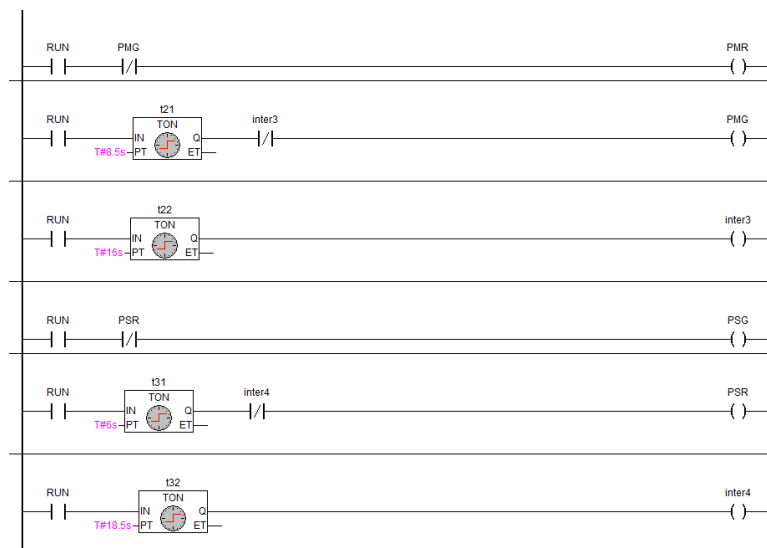 RUN PMG PMR
t21
RUN TON inter3 PMG
IN Q
T#8.5s PT ET
t22
RUN TON inter3
IN Q
T#16s PT ET
RUN PSR PSG
t31
RUN TON inter4 PSR
IN Q
T#6s PT ET
t32
RUN TON inter4
IN Q
T#18.5s PT ET